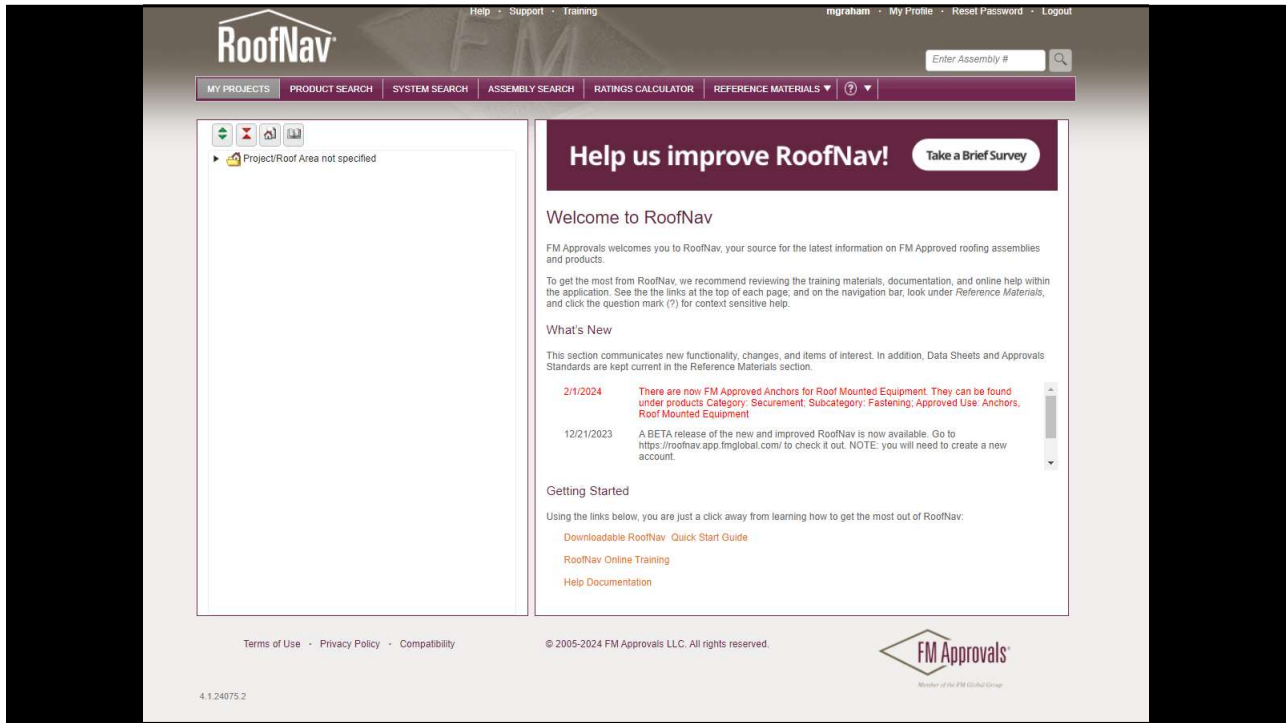 Help · Support · Training
mgraham · My Profile · Reset Password · Logout
RoofNav
Enter Assembly #
MY PROJECTS
PRODUCT SEARCH
SYSTEM SEARCH
ASSEMBLY SEARCH
RATINGS CALCULATOR
REFERENCE MATERIALS ▼
(?) ▼
Project/Roof Area not specified
Help us improve RoofNav!
Take a Brief Survey
Welcome to RoofNav
FM Approvals welcomes you to RoofNav, your source for the latest information on FM Approved roofing assemblies
and products.
To get the most from RoofNav, we recommend reviewing the training materials, documentation, and online help within
the application. See the the links at the top of each page; and on the navigation bar, look under Reference Materials,
and click the question mark (?) for context sensitive help.
What's New
This section communicates new functionality, changes, and items of interest. In addition, Data Sheets and Approvals
Standards are kept current in the Reference Materials section.
2/1/2024 There are now FM Approved Anchors for Roof Mounted Equipment. They can be found
under products Category: Securement; Subcategory: Fastening; Approved Use: Anchors,
Roof Mounted Equipment
12/21/2023 A BETA release of the new and improved RoofNav is now available. Go to
https://roofnav.app.fmglobal.com/ to check it out. NOTE: you will need to create a new
account.
Getting Started
Using the links below, you are just a click away from learning how to get the most out of RoofNav:
Downloadable RoofNav Quick Start Guide
RoofNav Online Training
Help Documentation
Terms of Use · Privacy Policy · Compatibility
© 2005-2024 FM Approvals LLC. All rights reserved.
FM Approvals
Member of the FM Global Group
4.1.24075.2